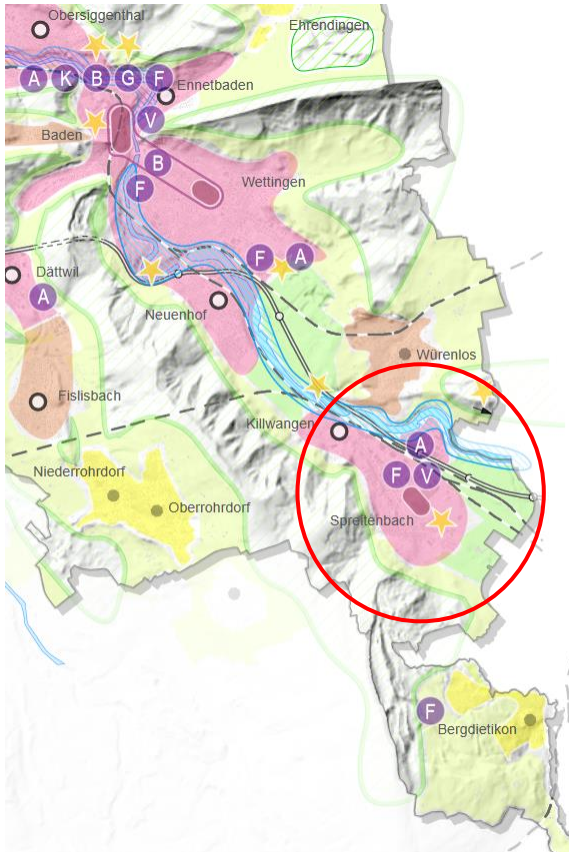 Obersiggenthal
Ehrendingen
A K B G F
Ennetbaden
V
Baden
B
Wettingen
F
F A
Dättwil
A
Neuenhof
Würenlos
Fislisbach
Killwangen
A
Niederrohrdorf
F V
Oberrohrdorf
Spreitenbach
F
Bergdietikon